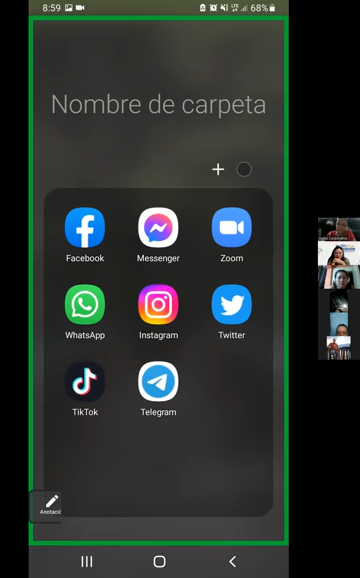 8:59
68%
Nombre de carpeta
Facebook
Messenger
Zoom
WhatsApp
Instagram
Twitter
TikTok
Telegram
Anotació